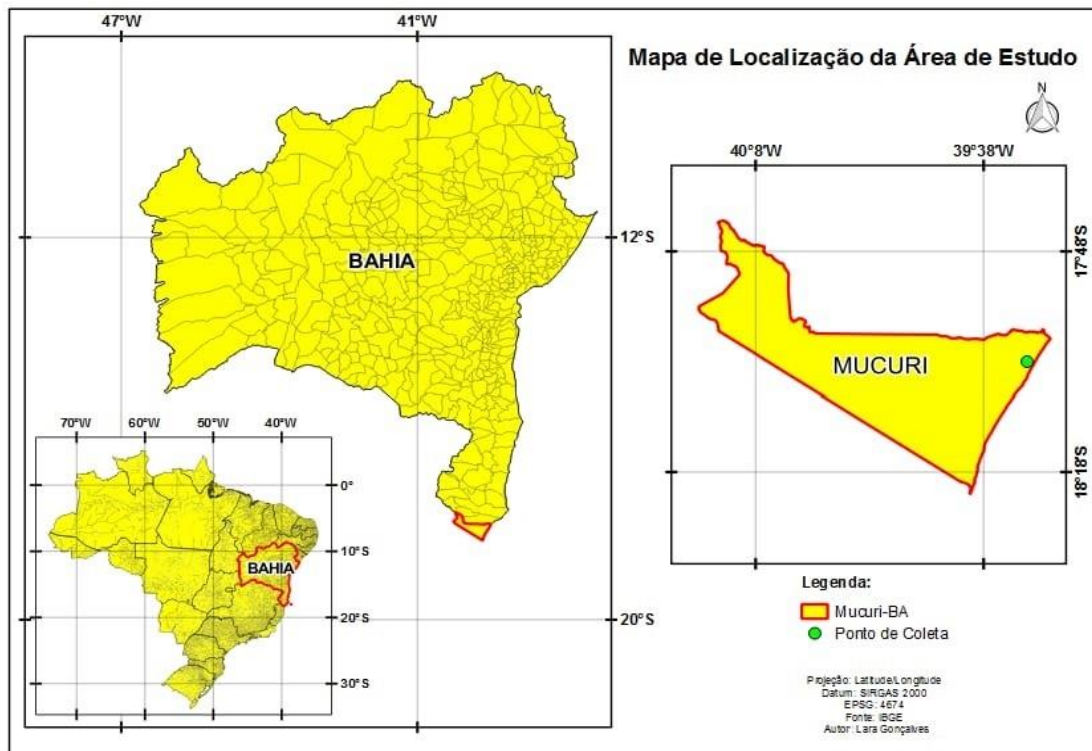 47°W
41°W
Mapa de Localização da Área de Estudo
N
40°8'W
39°38'W
BAHIA
12°S
17°48'S
MUCURI
70°W
60°W
50°W
40°W
0°
10°S
BAHIA
20°S
30°S
20°S
18°18'S
Legenda:
Mucuri-BA
Ponto de Coleta
Projeção: Latitude/Longitude
Datum: SIRGAS 2000
EPSG: 4674
Fonte: IBGE
Autor: Lara Gonçalves